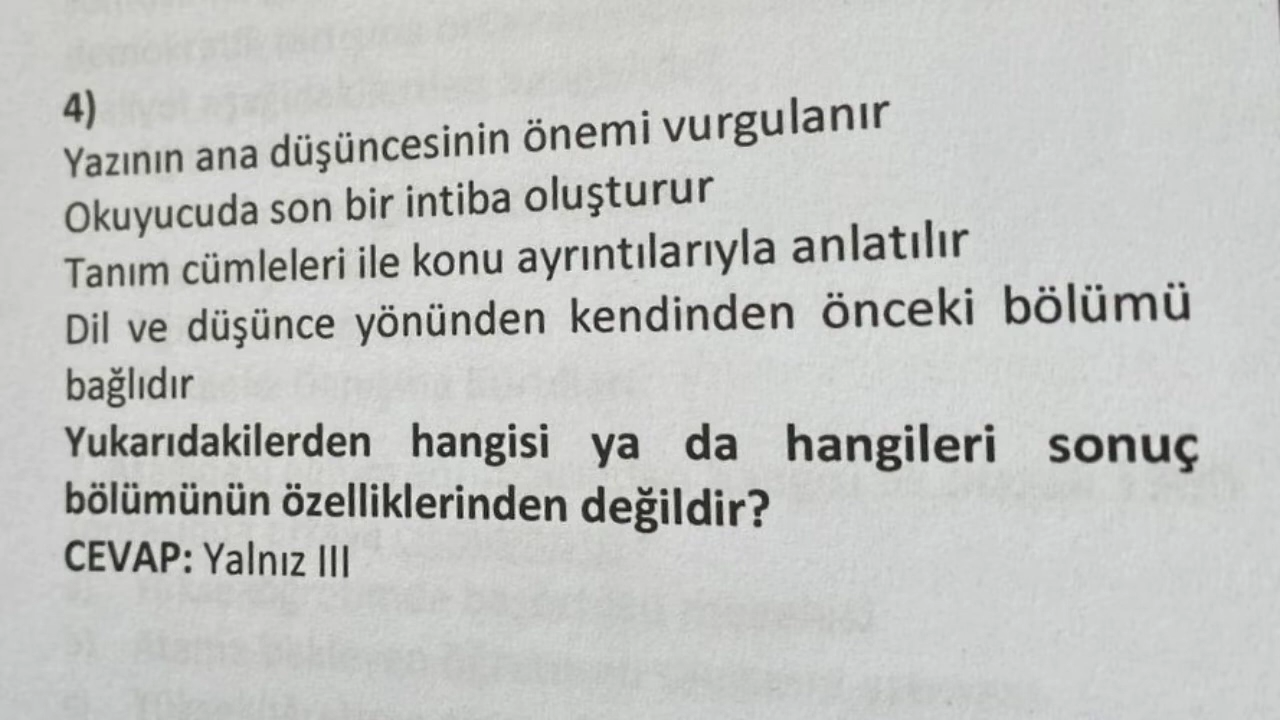 4)
Yazının ana düşüncesinin önemi vurgulanır
Okuyucuda son bir intiba oluşturur
Tanım cümleleri ile konu ayrıntılarıyla anlatılır
Dil ve düşünce yönünden kendinden önceki bölümü
bağlıdır
Yukarıdakilerden hangisi ya da hangileri sonuç
bölümünün özelliklerinden değildir?
CEVAP: Yalnız III